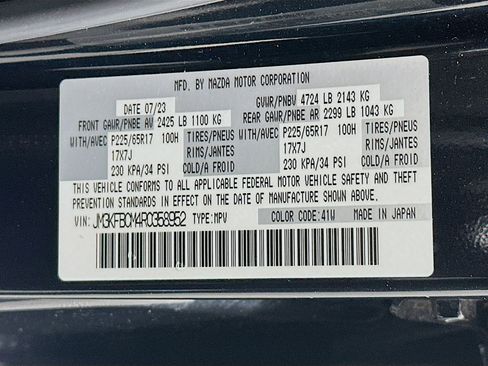 MFD. BY MAZDA MOTOR CORPORATION
DATE 07/23 GVWR/PNBV 4724 LB 2143 KG
FRONT GAWR/PNBE AV 2425 LB 1100 KG REAR GAWR/PNBE AR 2299 LB 1043 KG
WITH/AVEC P225/65R17 100H TIRES/PNEUS WITH/AVEC P225/65R17 100H TIRES/PNEUS
17X7J RIMS/JANTES 17X7J RIMS/JANTES
230 KPA/34 PSI COLD/A FROID 230 KPA/34 PSI COLD/A FROID
THIS VEHICLE CONFORMS TO ALL APPLICABLE FEDERAL MOTOR VEHICLE SAFETY AND THEFT
PREVENTION STANDARDS IN EFFECT ON THE DATE OF MANUFACTURE SHOWN ABOVE.
VIN: JM3KFBCM4R0358952 TYPE: MPV COLOR CODE: 41W MADE IN JAPAN